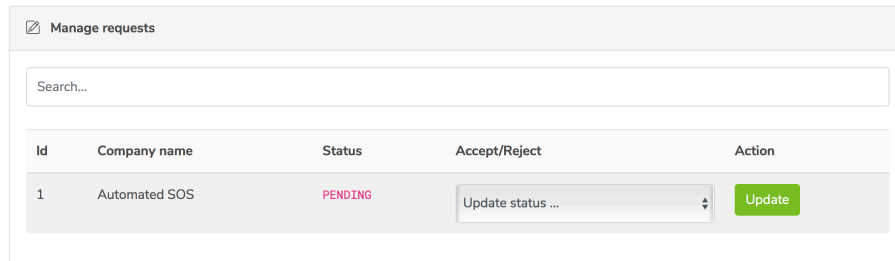 Manage requests
Search...
Id Company name Status Accept/Reject Action
1 Automated SOS PENDING Update status ... Update